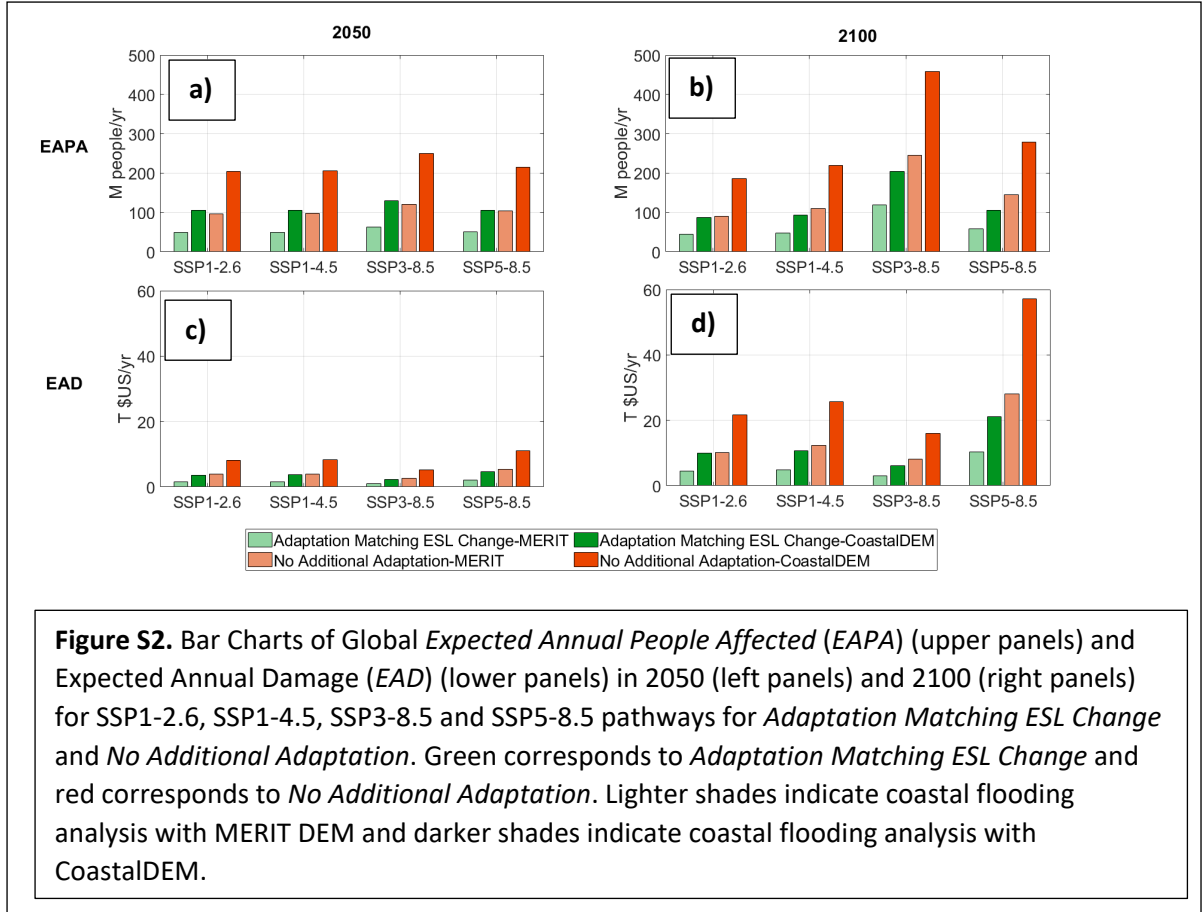 2050
500
400
300
200
100
0
M people/yr
a)
SSP1-2.6 SSP1-4.5 SSP3-8.5 SSP5-8.5
2100
500
400
300
200
100
0
M people/yr
b)
SSP1-2.6 SSP1-4.5 SSP3-8.5 SSP5-8.5
EAPA
60
40
20
0
T $US/yr
c)
SSP1-2.6 SSP1-4.5 SSP3-8.5 SSP5-8.5
60
40
20
0
T $US/yr
d)
SSP1-2.6 SSP1-4.5 SSP3-8.5 SSP5-8.5
EAD
Adaptation Matching ESL Change-MERIT Adaptation Matching ESL Change-CoastalDEM
No Additional Adaptation-MERIT No Additional Adaptation-CoastalDEM
Figure S2. Bar Charts of Global Expected Annual People Affected (EAPA) (upper panels) and
Expected Annual Damage (EAD) (lower panels) in 2050 (left panels) and 2100 (right panels)
for SSP1-2.6, SSP1-4.5, SSP3-8.5 and SSP5-8.5 pathways for Adaptation Matching ESL Change
and No Additional Adaptation. Green corresponds to Adaptation Matching ESL Change and
red corresponds to No Additional Adaptation. Lighter shades indicate coastal flooding
analysis with MERIT DEM and darker shades indicate coastal flooding analysis with
CoastalDEM.